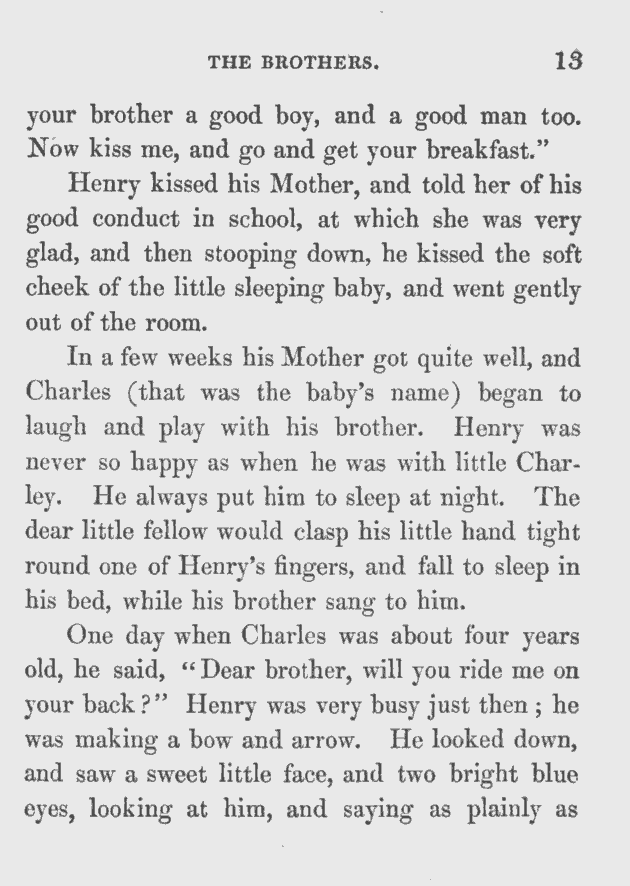 THE BROTHERS. 13
your brother a good boy, and a good man too.
Now kiss me, and go and get your breakfast.”
Henry kissed his Mother, and told her of his
good conduct in school, at which she was very
glad, and then stooping down, he kissed the soft
cheek of the little sleeping baby, and went gently
out of the room.
In a few weeks his Mother got quite well, and
Charles (that was the baby’s name) began to
laugh and play with his brother. Henry was
never so happy as when he was with little Char-
ley. He always put him to sleep at night. The
dear little fellow would clasp his little hand tight
round one of Henry’s fingers, and fall to sleep in
his bed, while his brother sang to him.
One day when Charles was about four years
old, he said, “Dear brother, will you ride me on
your back?” Henry was very busy just then; he
was making a bow and arrow. He looked down,
and saw a sweet little face, and two bright blue
eyes, looking at him, and saying as plainly as